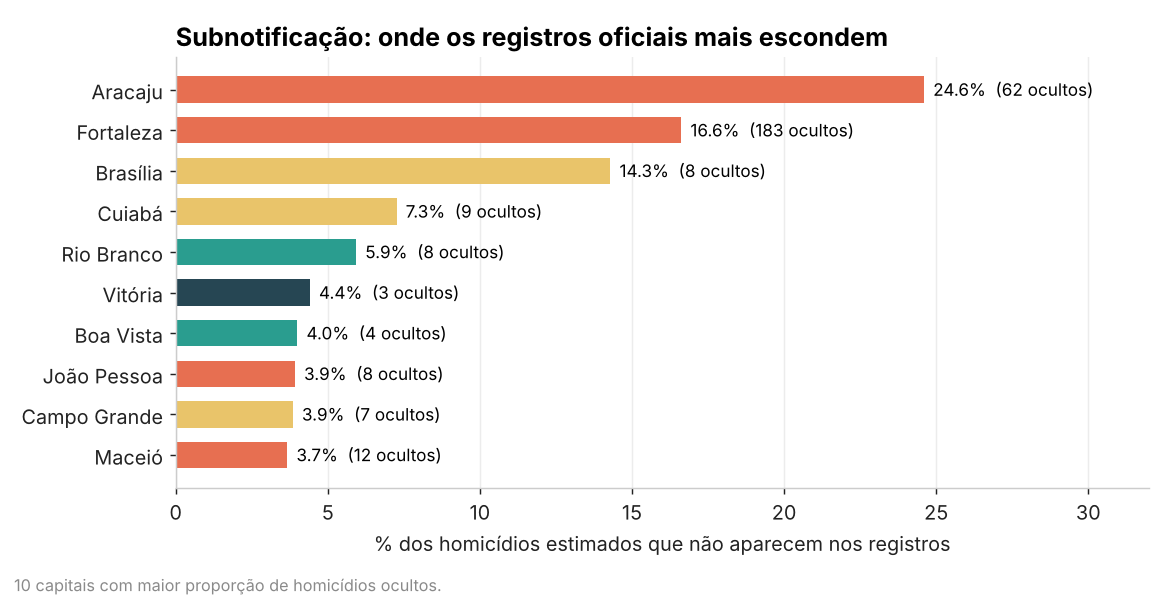 Subnotificação: onde os registros oficiais mais escondem
Aracaju 24.6% (62 ocultos)
Fortaleza 16.6% (183 ocultos)
Brasília 14.3% (8 ocultos)
Cuiabá 7.3% (9 ocultos)
Rio Branco 5.9% (8 ocultos)
Vitória 4.4% (3 ocultos)
Boa Vista 4.0% (4 ocultos)
João Pessoa 3.9% (8 ocultos)
Campo Grande 3.9% (7 ocultos)
Maceió 3.7% (12 ocultos)
0 5 10 15 20 25 30
% dos homicídios estimados que não aparecem nos registros
10 capitais com maior proporção de homicídios ocultos.